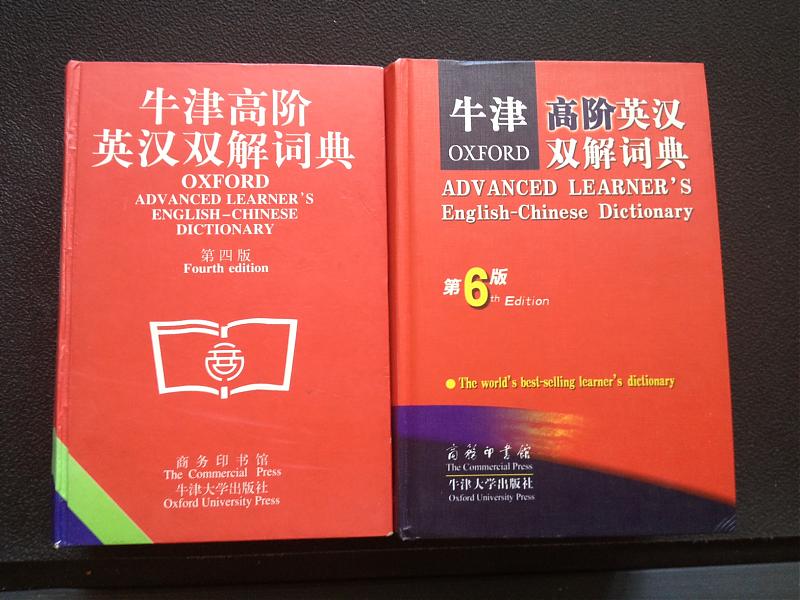 牛津高阶
英汉双解词典
OXFORD
ADVANCED LEARNER'S
ENGLISH-CHINESE
DICTIONARY
第四版
Fourth edition
商务印书馆
The Commercial Press
牛津大学出版社
Oxford University Press
牛津
OXFORD
高阶英汉
双解词典
ADVANCED LEARNER'S
English-Chinese Dictionary
第6版
th Edition
The world's best-selling learner's dictionary
商務印書館
The Commercial Press
牛津大学出版社
Oxford University Press